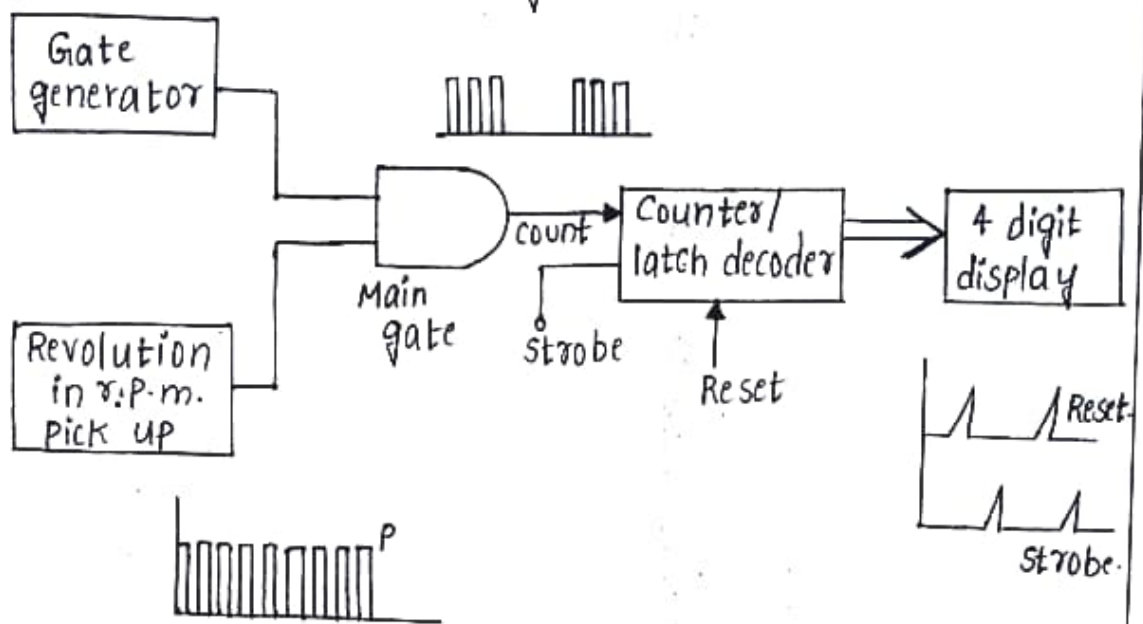 Gate
generator
Main
gate
count
Strobe
Counter/
latch decoder
Reset
4 digit
display
Revolution
in r.p.m.
Pick up
P
Reset.
Strobe.